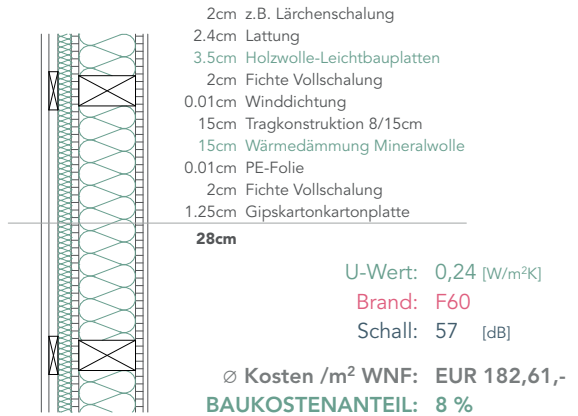 2cm z.B. Lärchenschalung
2.4cm Lattung
3.5cm Holzwolle-Leichtbauplatten
2cm Fichte Vollschalung
0.01cm Winddichtung
15cm Tragkonstruktion 8/15cm
15cm Wärmedämmung Mineralwolle
0.01cm PE-Folie
2cm Fichte Vollschalung
1.25cm Gipskartonkartonplatte
28cm
U-Wert: 0,24 [W/m²K]
Brand: F60
Schall: 57 [dB]
∅ Kosten /m² WNF: EUR 182,61,-
BAUKOSTENANTEIL: 8 %